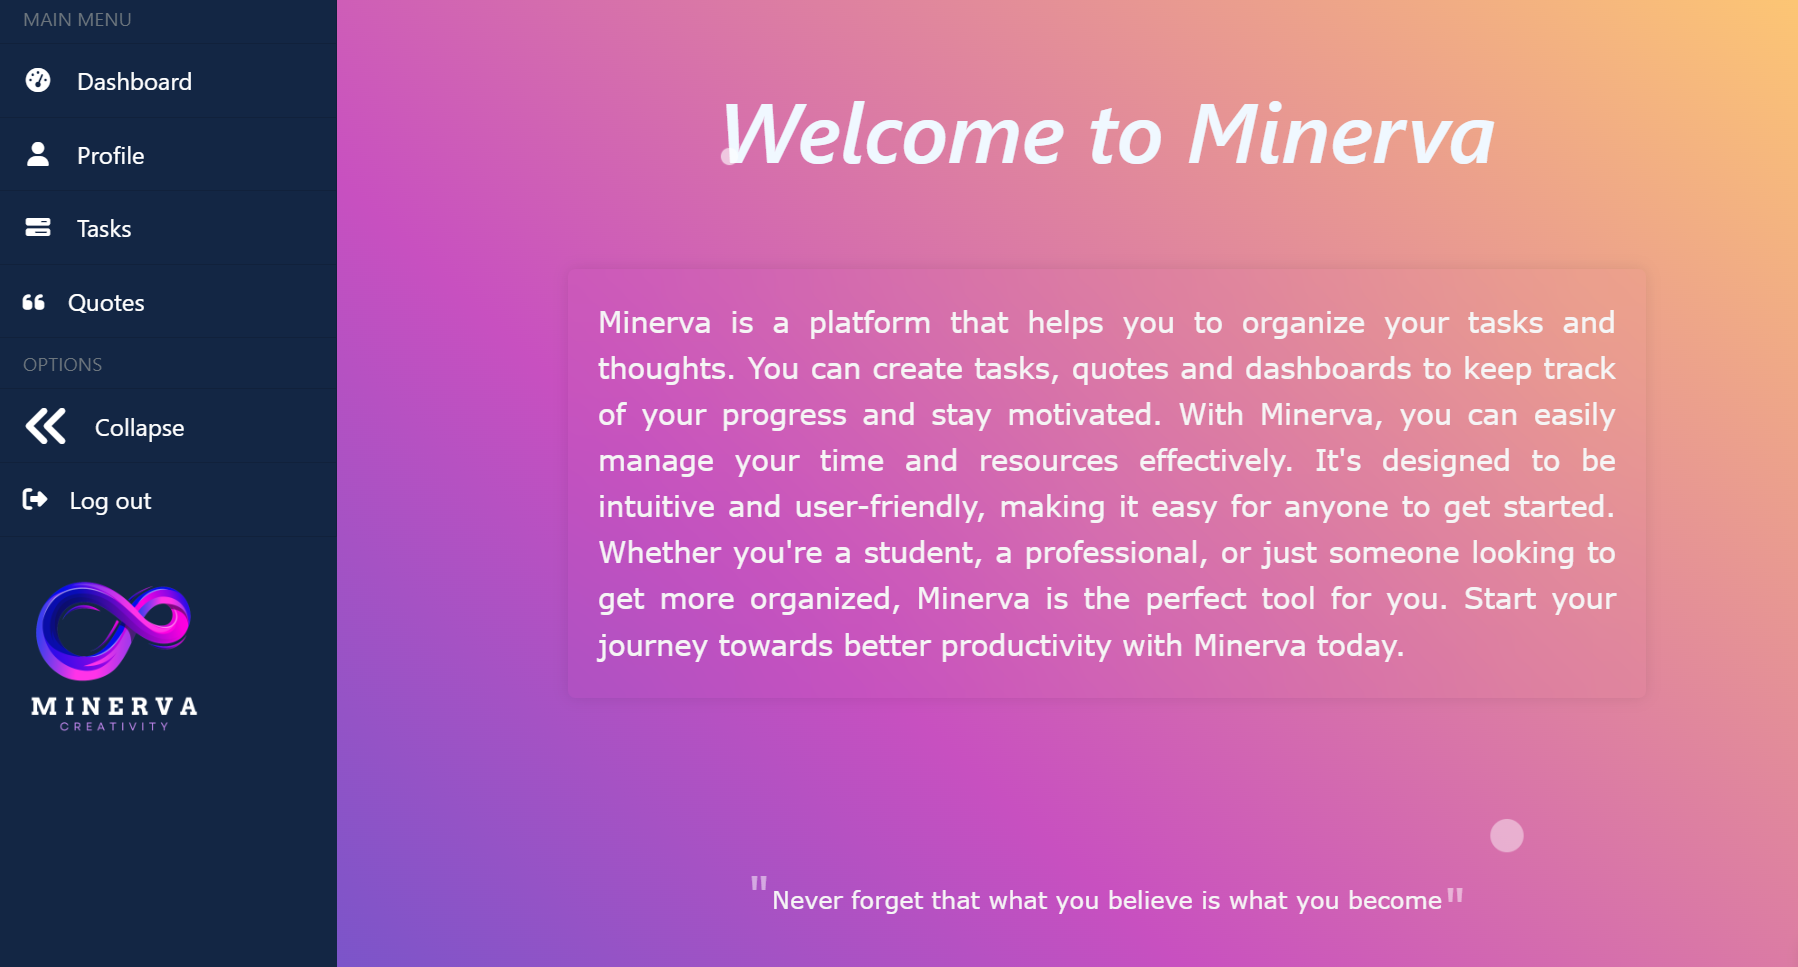 MAIN MENU
Dashboard
Profile
Tasks
Quotes
OPTIONS
Collapse
Log out
MINERVA
CREATIVITY
Welcome to Minerva
Minerva is a platform that helps you to organize your tasks and
thoughts. You can create tasks, quotes and dashboards to keep track
of your progress and stay motivated. With Minerva, you can easily
manage your time and resources effectively. It's designed to be
intuitive and user-friendly, making it easy for anyone to get started.
Whether you're a student, a professional, or just someone looking to
get more organized, Minerva is the perfect tool for you. Start your
journey towards better productivity with Minerva today.
"Never forget that what you believe is what you become"